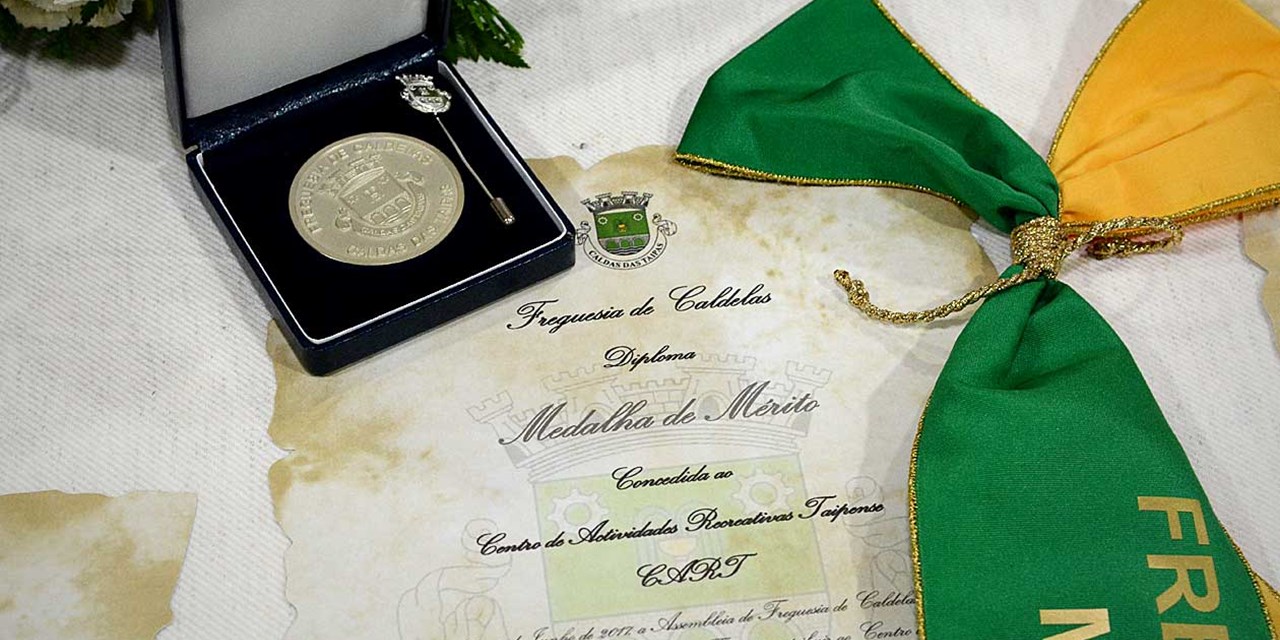 FREGUESIA DE CALDELAS
CALDAS DAS TAIPAS
CALDAS DAS TAIPAS
Freguesia de Caldelas
Diploma
Medalha de Mérito
Concedida ao
Centro de Actividades Recreativas Taipense
CART
Junho de 2017, a Assembleia de Freguesia de Caldelas
ao Centro
FRE
M